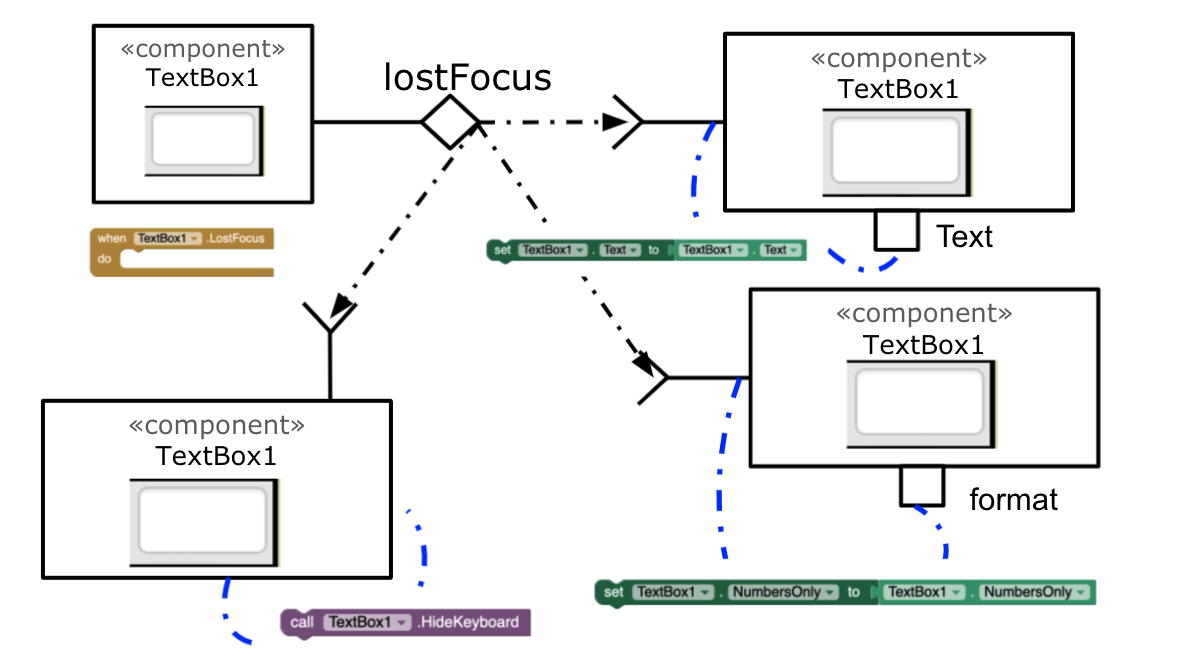 «component»
TextBox1
lostFocus
«component»
TextBox1
when TextBox1 .LostFocus
do
set TextBox1 . Text to TextBox1 . Text
Text
«component»
TextBox1
«component»
TextBox1
format
set TextBox1 . NumbersOnly to TextBox1 . NumbersOnly
call TextBox1 .HideKeyboard